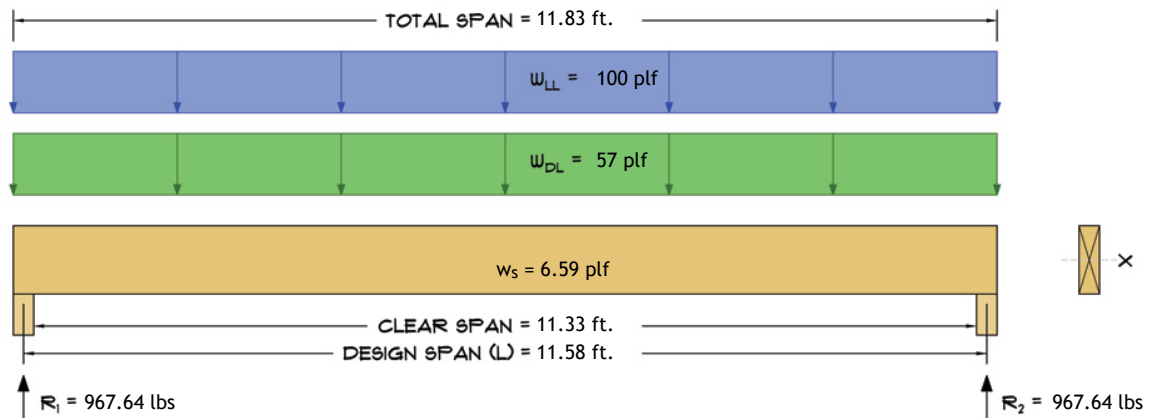 TOTAL SPAN = 11.83 ft.
WLL = 100 plf
WDL = 57 plf
ws = 6.59 plf
X
CLEAR SPAN = 11.33 ft.
DESIGN SPAN (L) = 11.58 ft.
R1 = 967.64 lbs
R2 = 967.64 lbs